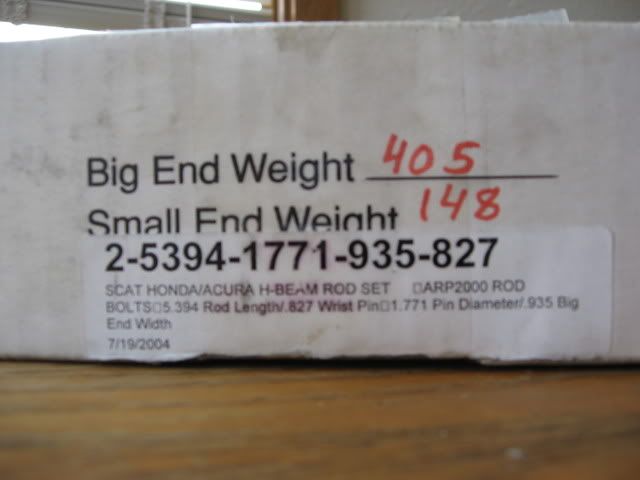 Big End Weight 405
Small End Weight 148
2-5394-1771-935-827
SCAT HONDA/ACURA H-BEAM ROD SET □ARP2000 ROD
BOLTS□5.394 Rod Length/.827 Wrist Pin□1.771 Pin Diameter/.935 Big
End Width
7/19/2004